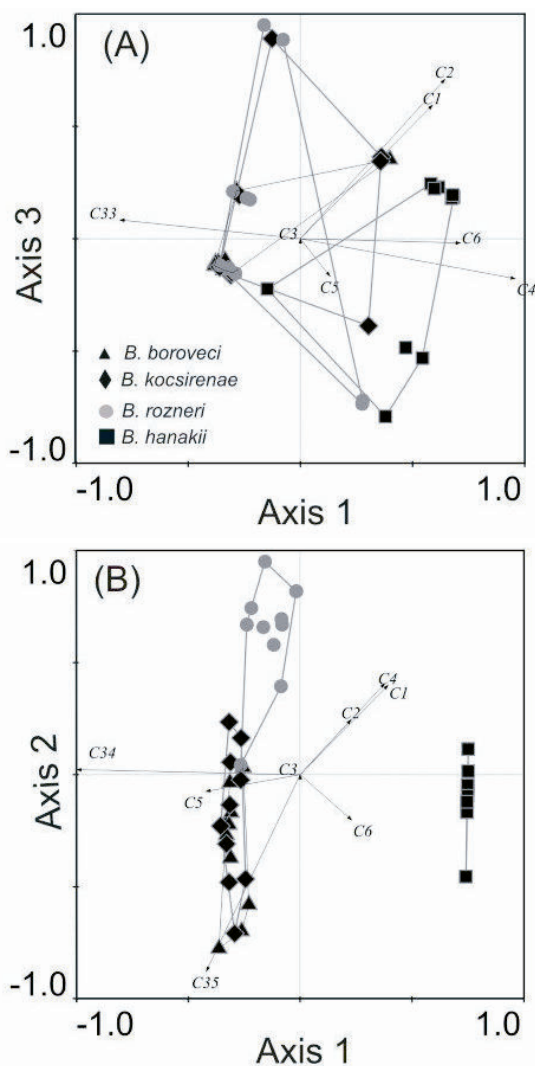 1.0
(A)
C2
C1
C33
C3
C6
C5
C4
Axis 3
B. boroveci
B. kocsirenae
B. rozneri
B. hanakii
-1.0
-1.0
Axis 1
1.0
1.0
(B)
C4
C1
C2
C34
C3
C5
C6
Axis 2
C35
-1.0
-1.0
Axis 1
1.0